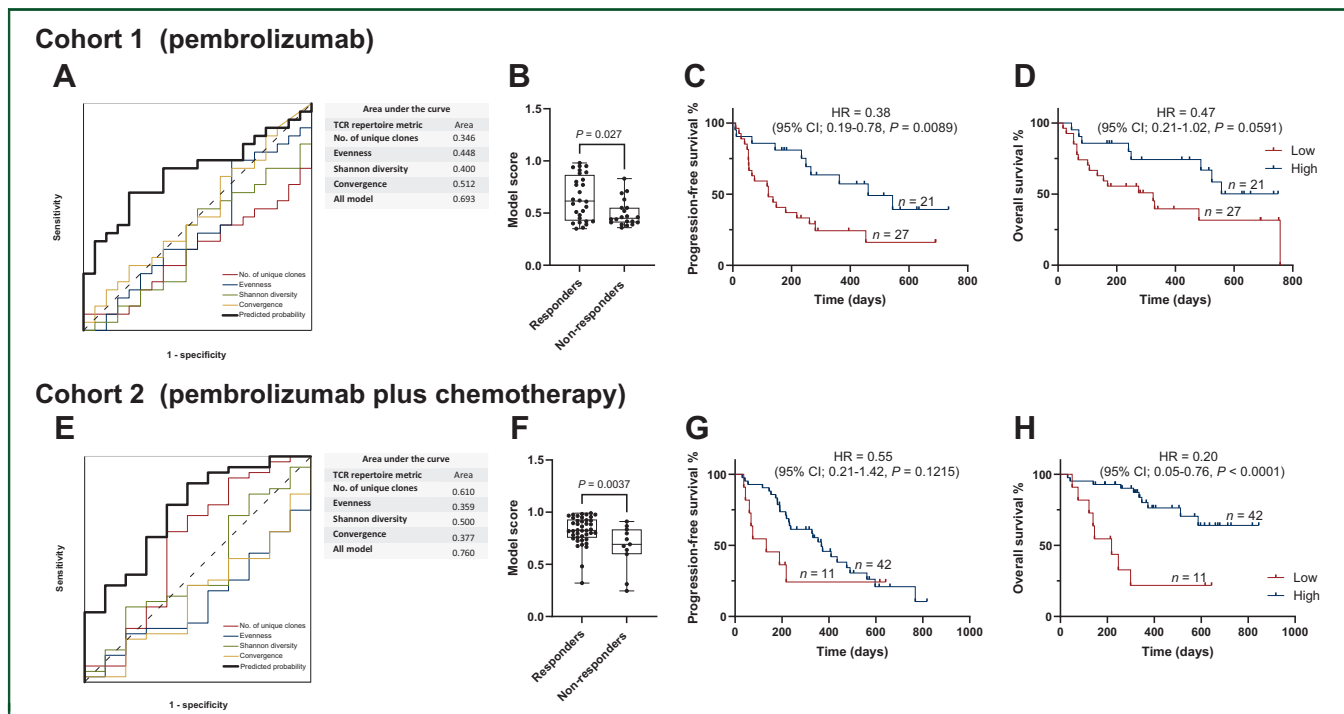 Cohort 1 (pembrolizumab)
A
Sensitivity
1 - specificity
No. of unique clones
Evenness
Shannon diversity
Convergence
Predicted probability
Area under the curve
TCR repertoire metric Area
No. of unique clones 0.346
Evenness 0.448
Shannon diversity 0.400
Convergence 0.512
All model 0.693
B
Model score
1.5
1.0
0.5
0.0
P = 0.027
Responders
Non-responders
C
Progression-free survival %
100
50
0
HR = 0.38
(95% CI; 0.19-0.78, P = 0.0089)
n = 21
n = 27
0 200 400 600 800
Time (days)
D
Overall survival %
100
50
0
HR = 0.47
(95% CI; 0.21-1.02, P = 0.0591)
n = 21
n = 27
Low
High
0 200 400 600 800
Time (days)
Cohort 2 (pembrolizumab plus chemotherapy)
E
Sensitivity
1 - specificity
No. of unique clones
Evenness
Shannon diversity
Convergence
Predicted probability
Area under the curve
TCR repertoire metric Area
No. of unique clones 0.610
Evenness 0.359
Shannon diversity 0.500
Convergence 0.377
All model 0.760
F
Model score
1.5
1.0
0.5
0.0
P = 0.0037
Responders
Non-responders
G
Progression-free survival %
100
50
0
HR = 0.55
(95% CI; 0.21-1.42, P = 0.1215)
n = 42
n = 11
0 200 400 600 800 1000
Time (days)
H
Overall survival %
100
50
0
HR = 0.20
(95% CI; 0.05-0.76, P < 0.0001)
n = 42
n = 11
Low
High
0 200 400 600 800 1000
Time (days)